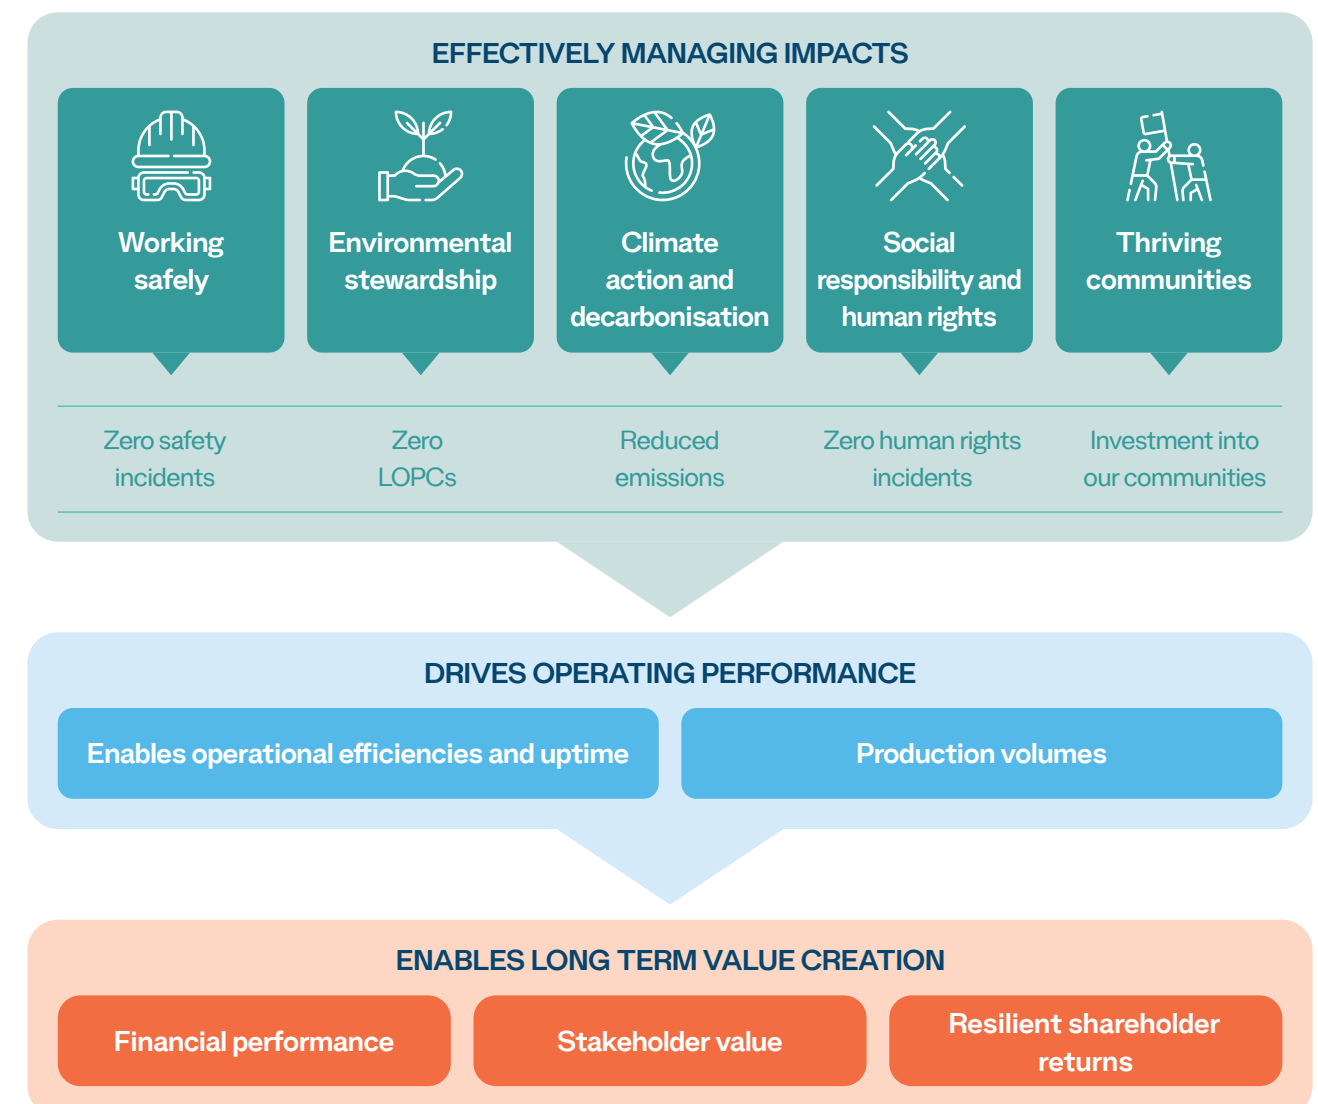 EFFECTIVELY MANAGING IMPACTS
Working
safely
Environmental
stewardship
Climate
action and
decarbonisation
Social
responsibility and
human rights
Thriving
communities
Zero safety
incidents
Zero
LOPCs
Reduced
emissions
Zero human rights
incidents
Investment into
our communities
DRIVES OPERATING PERFORMANCE
Enables operational efficiencies and uptime
Production volumes
ENABLES LONG TERM VALUE CREATION
Financial performance
Stakeholder value
Resilient shareholder
returns